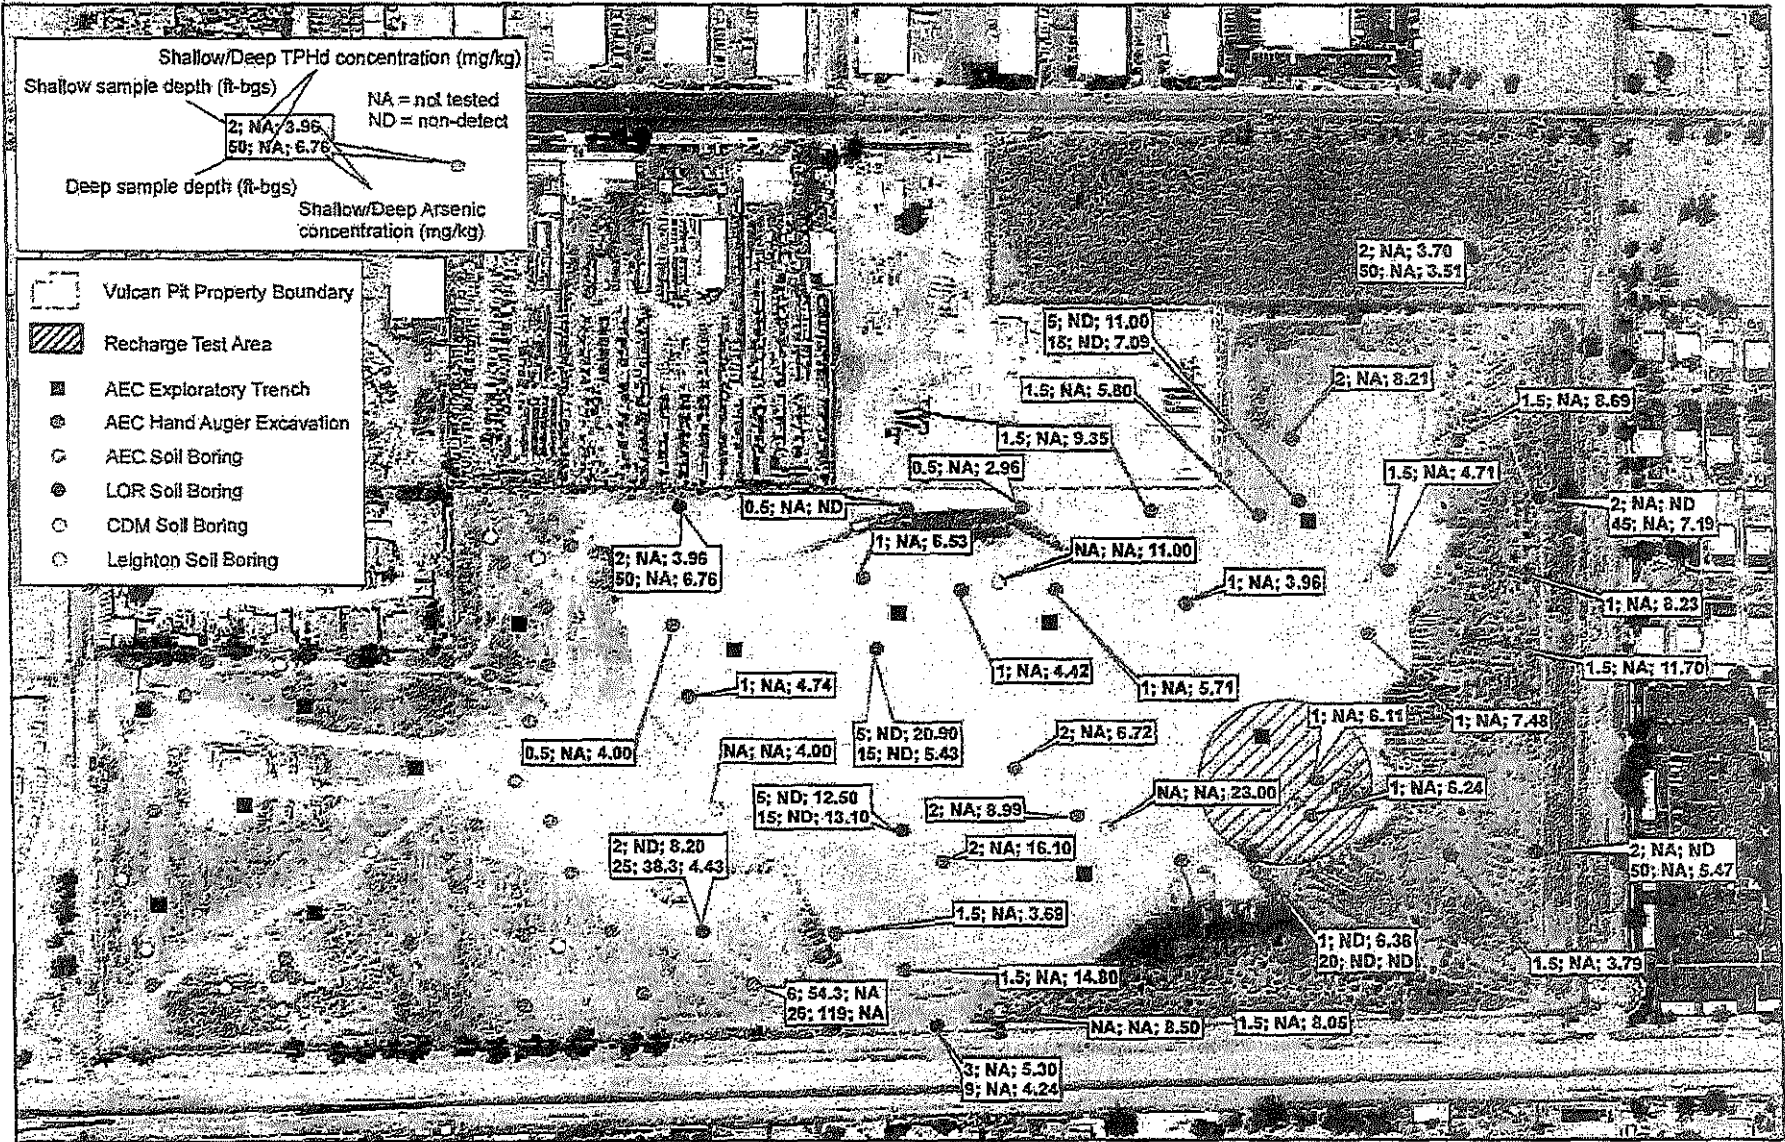 Shallow/Deep TPHd concentration (mg/kg)
Shallow sample depth (ft-bgs)
NA = not tested
ND = non-detect
2; NA; 3.96
50; NA; 6.76
Deep sample depth (ft-bgs)
Shallow/Deep Arsenic
concentration (mg/kg)
Vulcan Pit Property Boundary
Recharge Test Area
AEC Exploratory Trench
AEC Hand Auger Excavation
AEC Soil Boring
LOR Soil Boring
CDM Soil Boring
Leighton Soil Boring
2; NA; 3.70
50; NA; 3.51
5; ND; 11.00
15; ND; 7.09
2; NA; 8.21
1.5; NA; 5.80
1.5; NA; 8.69
1.5; NA; 9.35
0.5; NA; 2.96
1.5; NA; 4.71
0.5; NA; ND
2; NA; ND
45; NA; 7.19
1; NA; 6.53
NA; NA; 11.00
2; NA; 3.96
50; NA; 6.76
1; NA; 3.96
1; NA; 8.23
1; NA; 4.42
1.5; NA; 11.70
1; NA; 4.74
1; NA; 5.71
1; NA; 6.11
1; NA; 7.48
0.5; NA; 4.00
NA; NA; 4.00
5; ND; 20.90
15; ND; 5.43
2; NA; 6.72
5; ND; 12.50
15; ND; 13.10
NA; NA; 23.00
1; NA; 6.24
2; NA; 8.99
2; ND; 8.20
25; 38.3; 4.43
2; NA; 16.10
2; NA; ND
50; NA; 5.47
1.5; NA; 3.69
1; ND; 6.36
20; ND; ND
1.5; NA; 3.79
1.5; NA; 14.80
6; 54.3; NA
25; 119; NA
NA; NA; 8.50
1.5; NA; 8.05
3; NA; 5.30
9; NA; 4.24